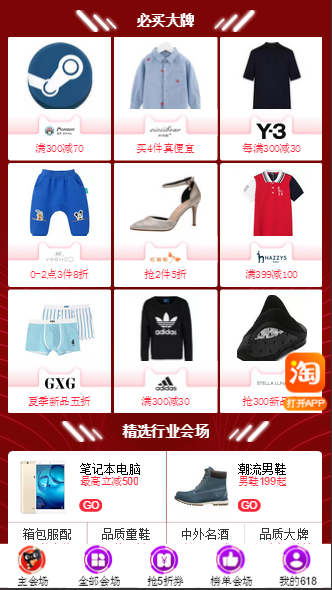 必买大牌
满300减70
买4件真便宜
Y-3
每满300减30
0-2点3件8折
抢2件5折
HAZZYS
满399减100
GXG
夏季新品五折
adidas
满300减30
STELLA LUNA
抢300新品
淘
打开APP
精选行业会场
笔记本电脑
最高立减500
GO
潮流男鞋
男鞋199起
GO
箱包服配
品质童鞋
中外名酒
品质大牌
主会场
全部会场
抢5折券
榜单会场
我的618